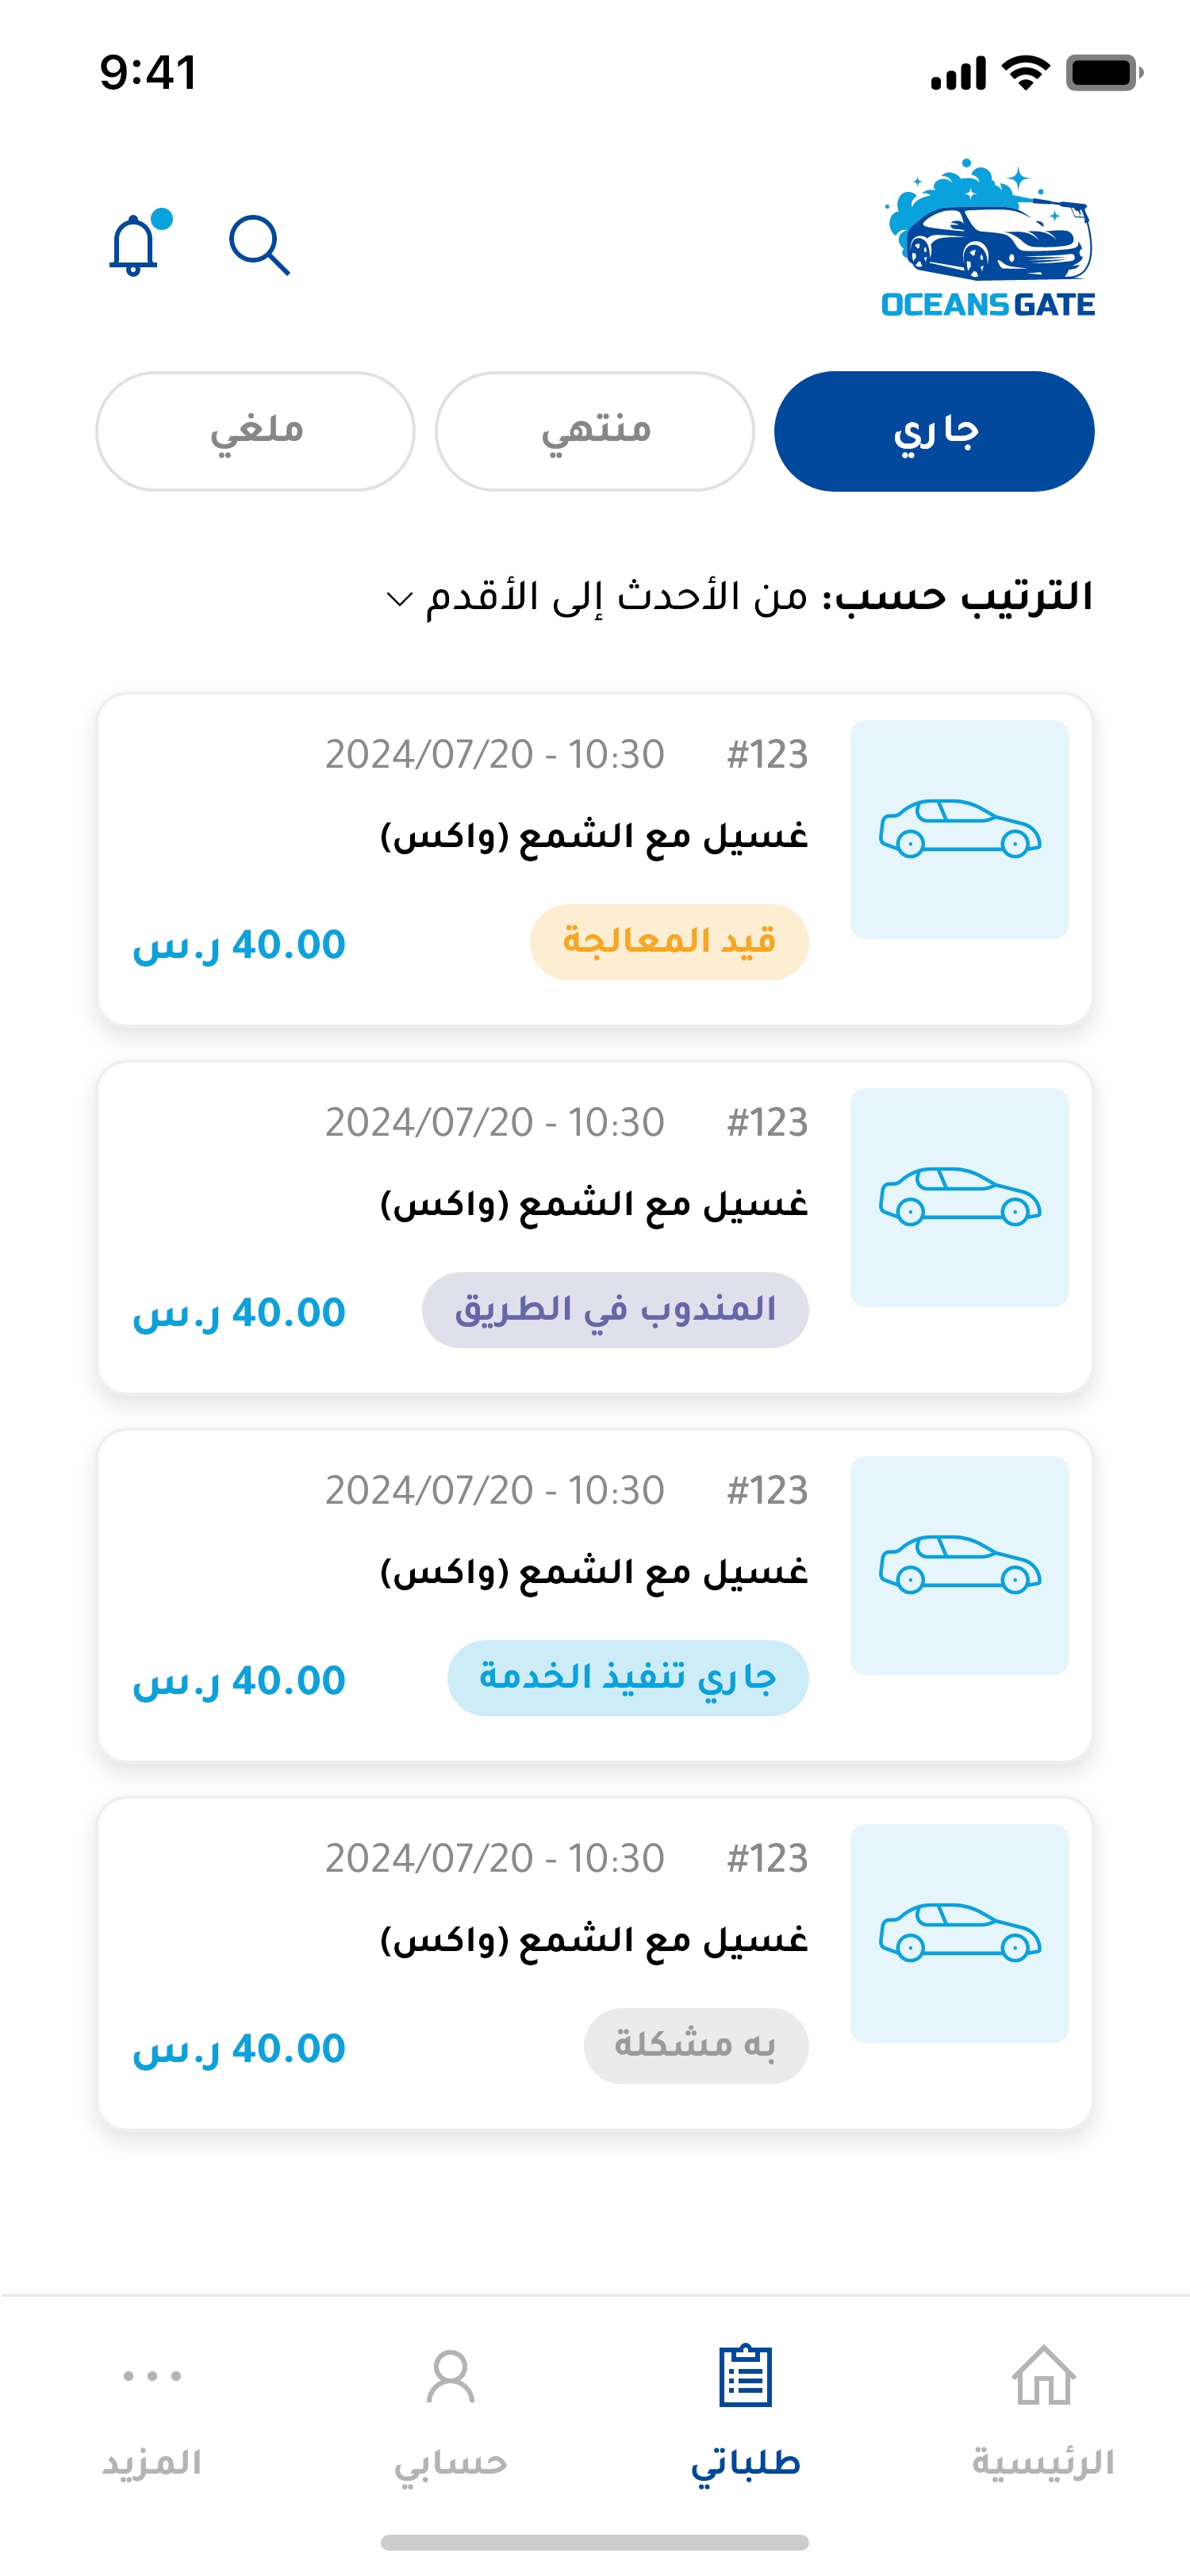 9:41
OCEANS GATE
جاري
منتهي
ملغي
الترتيب حسب: من الأحدث إلى الأقدم
#123 2024/07/20 - 10:30
غسيل مع الشمع (واكس)
قيد المعالجة 40.00 ر.س
#123 2024/07/20 - 10:30
غسيل مع الشمع (واكس)
المندوب في الطريق 40.00 ر.س
#123 2024/07/20 - 10:30
غسيل مع الشمع (واكس)
جاري تنفيذ الخدمة 40.00 ر.س
#123 2024/07/20 - 10:30
غسيل مع الشمع (واكس)
به مشكلة 40.00 ر.س
الرئيسية
طلباتي
حسابي
المزيد